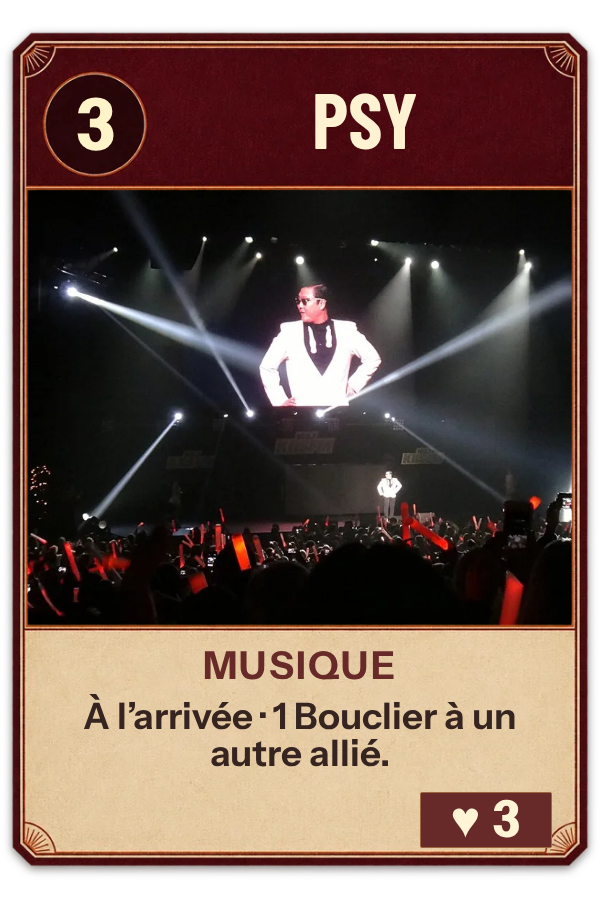 3
PSY
MUSIQUE
À l'arrivée · 1 Bouclier à un
autre allié.
♥ 3